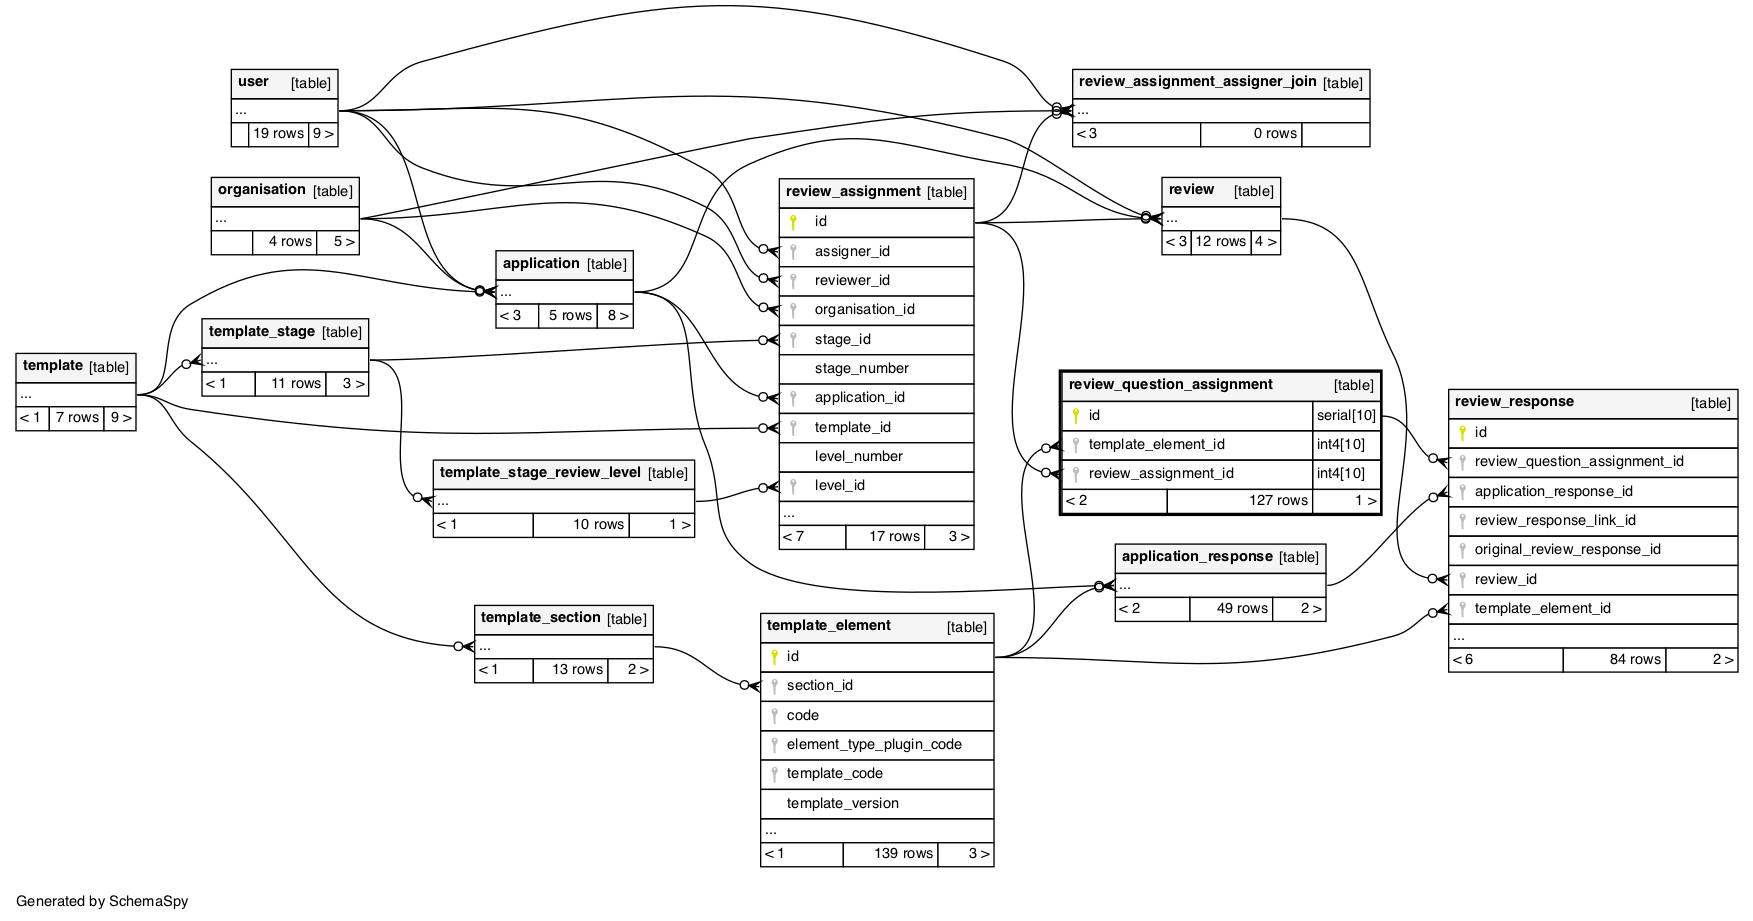 user [table]
...
19 rows 9 >
organisation [table]
...
4 rows 5 >
template [table]
...
< 1 7 rows 9 >
template_stage [table]
...
< 1 11 rows 3 >
application [table]
...
< 3 5 rows 8 >
template_stage_review_level [table]
...
< 1 10 rows 1 >
template_section [table]
...
< 1 13 rows 2 >
review_assignment [table]
id
assigner_id
reviewer_id
organisation_id
stage_id
stage_number
application_id
template_id
level_number
level_id
...
< 7 17 rows 3 >
template_element [table]
id
section_id
code
element_type_plugin_code
template_code
template_version
...
< 1 139 rows 3 >
review_assignment_assigner_join [table]
...
< 3 0 rows
review [table]
...
< 3 12 rows 4 >
review_question_assignment [table]
id serial[10]
template_element_id int4[10]
review_assignment_id int4[10]
< 2 127 rows 1 >
application_response [table]
...
< 2 49 rows 2 >
review_response [table]
id
review_question_assignment_id
application_response_id
review_response_link_id
original_review_response_id
review_id
template_element_id
...
< 6 84 rows 2 >
Generated by SchemaSpy